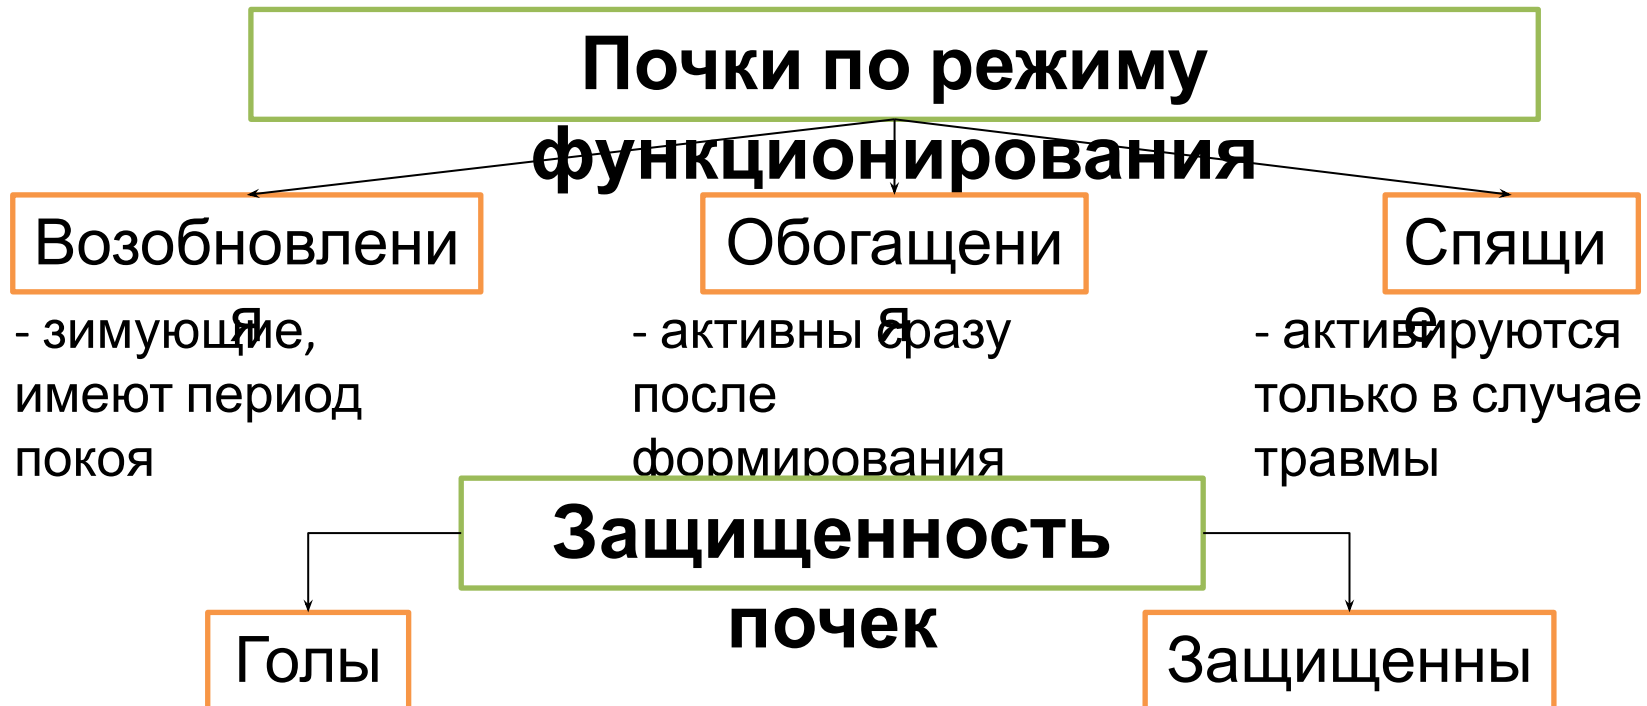 Почки по режиму
функционирования
Возобновлени
я
Обогащени
я
Спящи
е
- зимующие,
имеют период
покоя
- активны сразу
после
формирования
- активируются
только в случае
травмы
Защищенность
почек
Голы
Защищенны